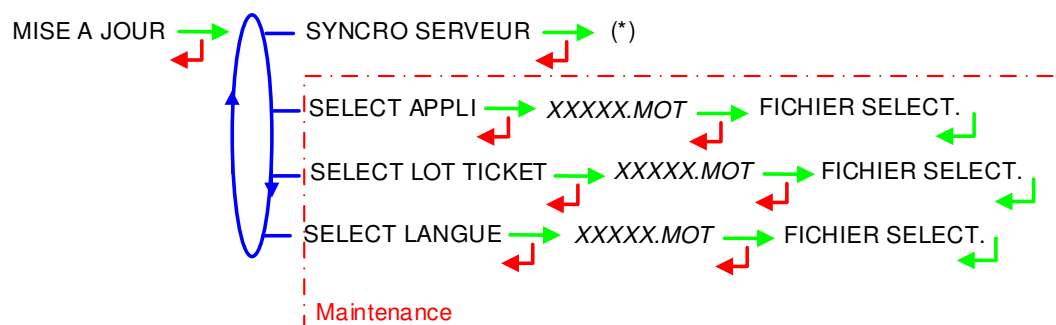 MISE A JOUR SYNCRO SERVEUR (*)
SELECT APPLI XXXXX.MOT FICHIER SELECT.
SELECT LOT TICKET XXXXX.MOT FICHIER SELECT.
SELECT LANGUE XXXXX.MOT FICHIER SELECT.
Maintenance